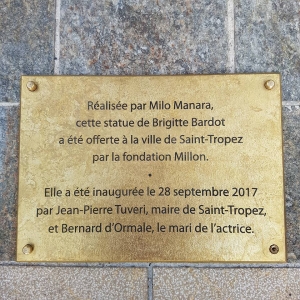 Réalisée par Milo Manara,
cette statue de Brigitte Bardot
a été offerte à la ville de Saint-Tropez
par la fondation Millon.
•
Elle a été inaugurée le 28 septembre 2017
par Jean-Pierre Tuveri, maire de Saint-Tropez,
et Bernard d'Ormale, le mari de l'actrice.